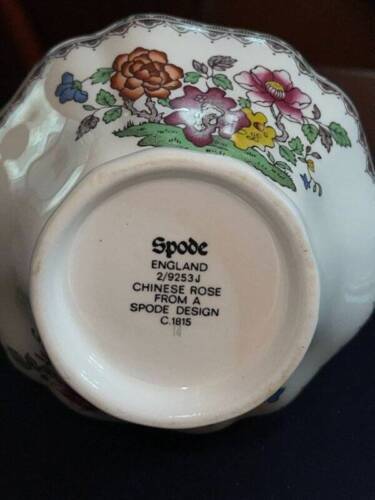 Spode
ENGLAND
2/9253J
CHINESE ROSE
FROM A
SPODE DESIGN
C.1815